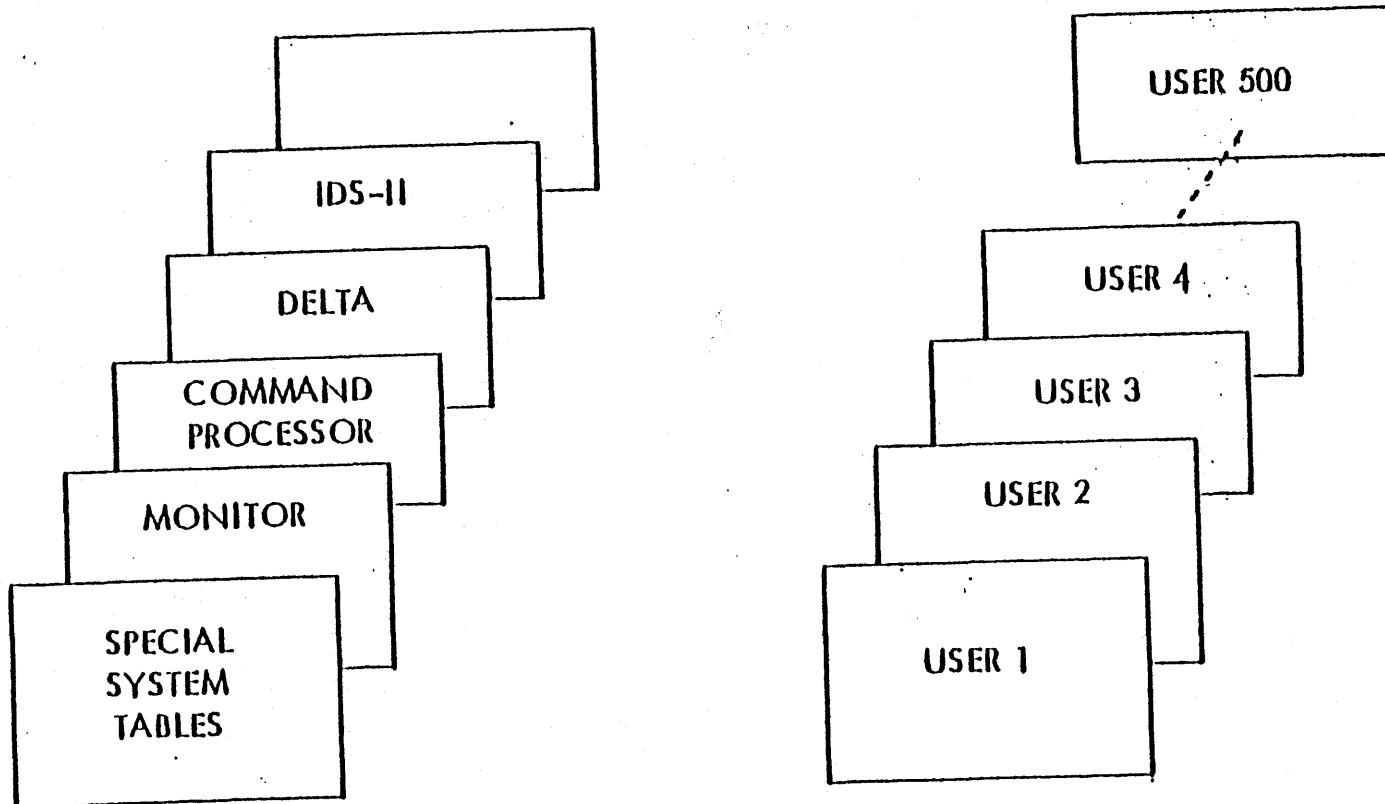 IDS-II
DELTA
COMMAND
PROCESSOR
MONITOR
SPECIAL
SYSTEM
TABLES
USER 500
USER 4
USER 3
USER 2
USER 1